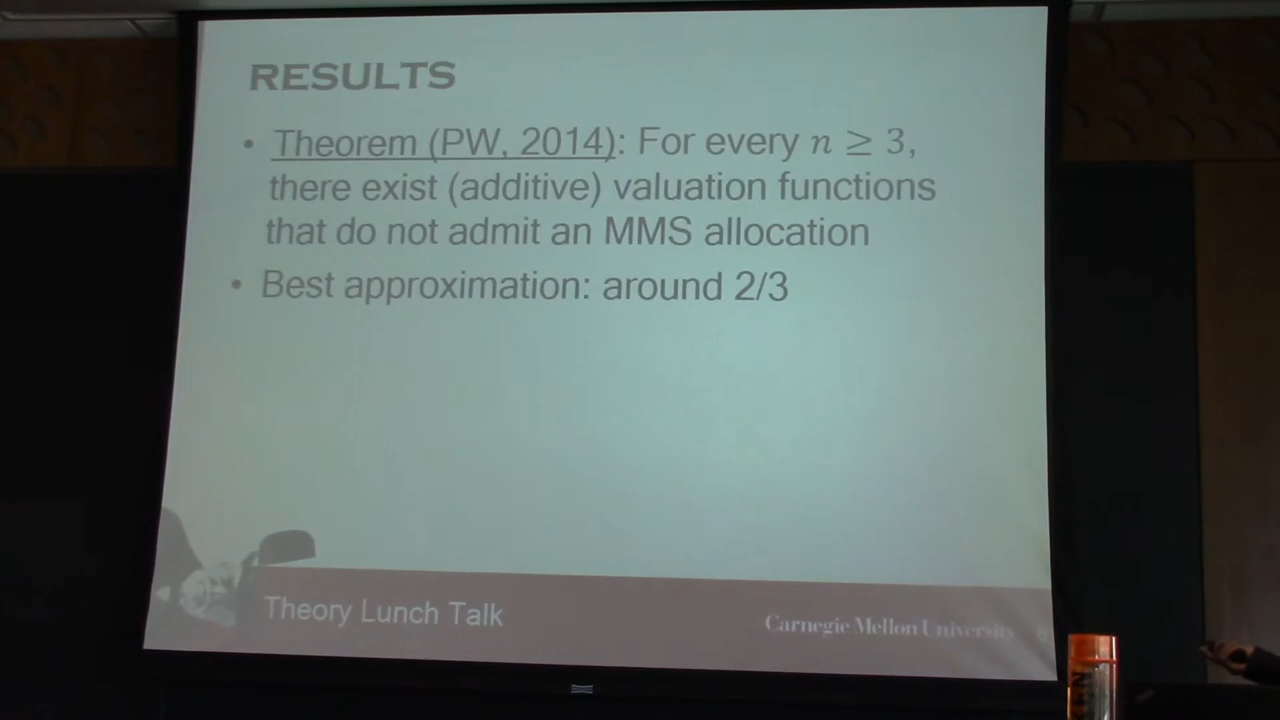 RESULTS
• Theorem (PW, 2014): For every n ≥ 3,
there exist (additive) valuation functions
that do not admit an MMS allocation
• Best approximation: around 2/3
Theory Lunch Talk
Carnegie Mellon University